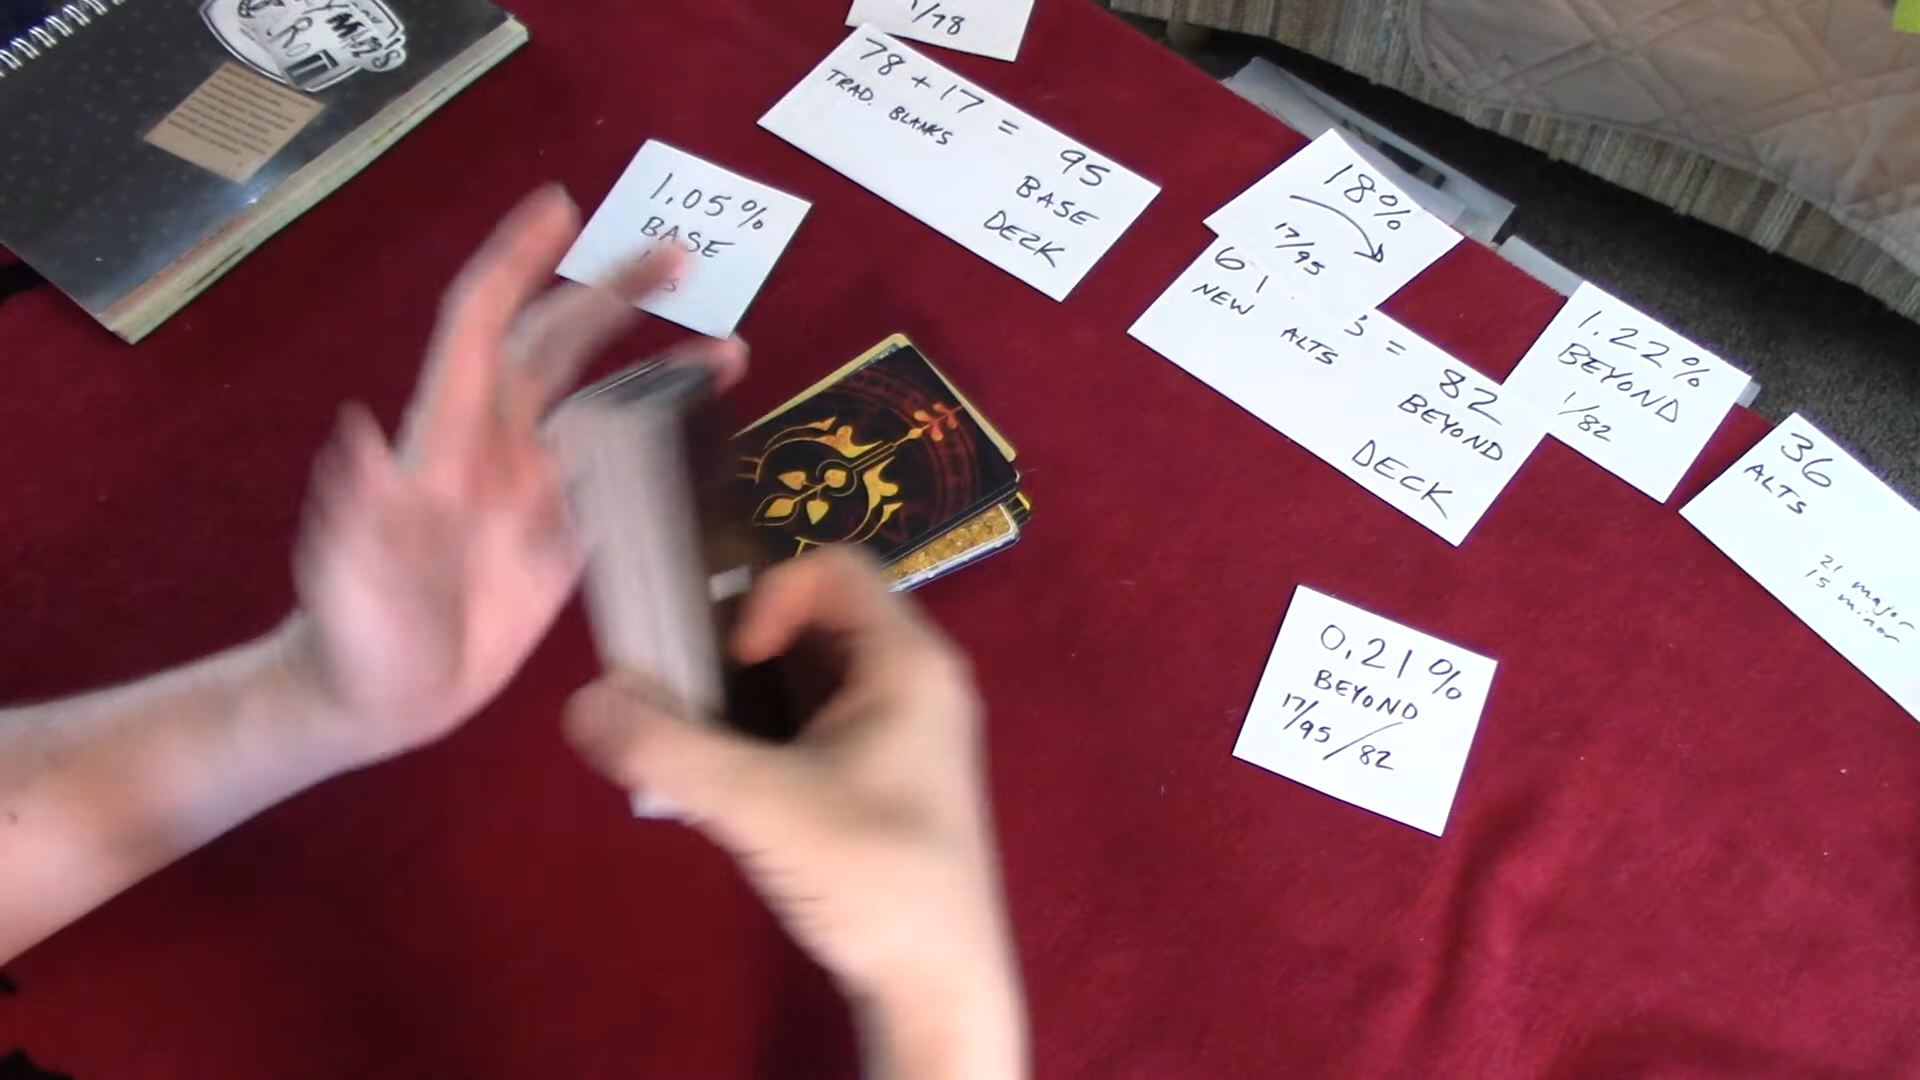 1/78
78 + 17 =
TRAD. BLANKS
95
BASE
DECK
1.05%
BASE
18%
17/95
61
NEW ALTS
=
82
BEYOND
DECK
1.22%
BEYOND
1/82
36
ALTS
21 major
15 minor
0.21%
BEYOND
17/95/82